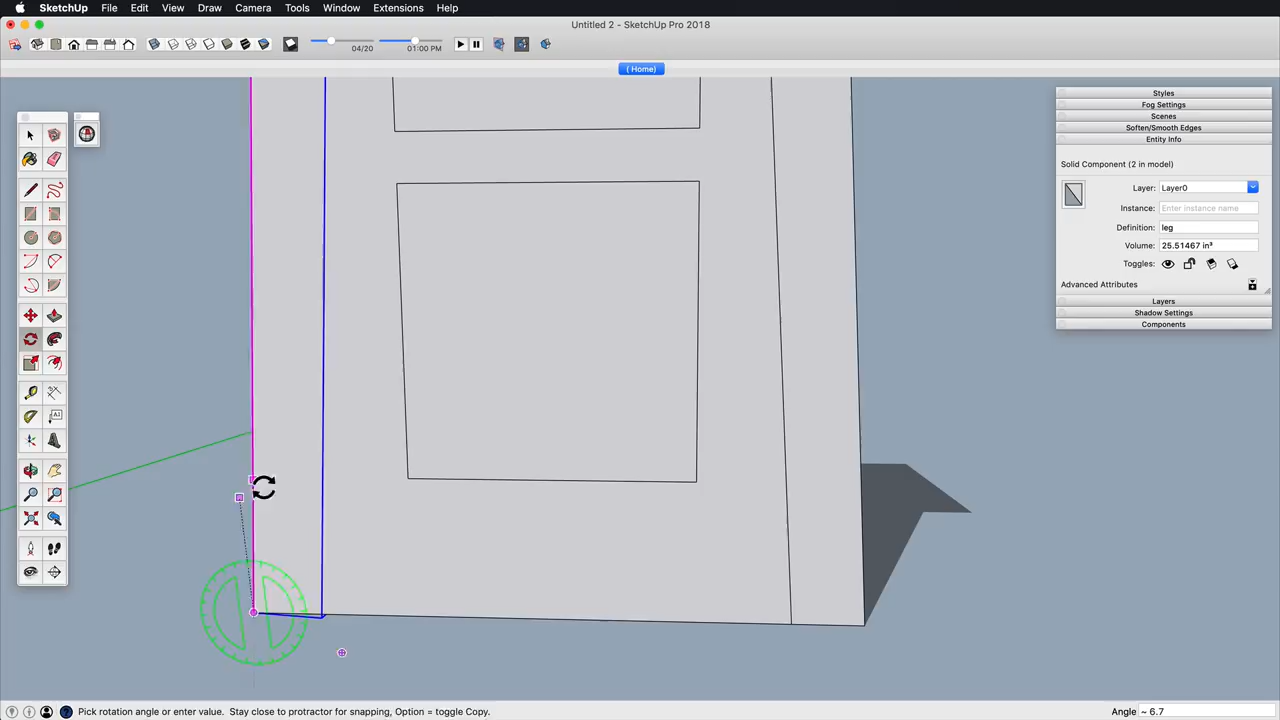 SketchUp File Edit View Draw Camera Tools Window Extensions Help
Untitled 2 - SketchUp Pro 2018
04/20 01:00 PM
( Home)
Styles
Fog Settings
Scenes
Soften/Smooth Edges
Entity Info
Solid Component (2 in model)
Layer: Layer0
Instance: Enter instance name
Definition: leg
Volume: 25.51467 in³
Toggles:
Advanced Attributes
Layers
Shadow Settings
Components
AI
Pick rotation angle or enter value. Stay close to protractor for snapping, Option = toggle Copy. Angle ~ 6.7